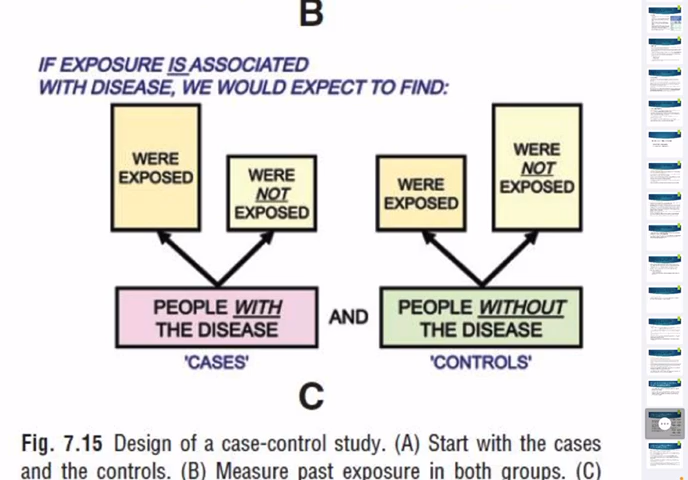 B
IF EXPOSURE IS ASSOCIATED
WITH DISEASE, WE WOULD EXPECT TO FIND:
WERE
EXPOSED
WERE
NOT
EXPOSED
WERE
EXPOSED
WERE
NOT
EXPOSED
PEOPLE WITH
THE DISEASE
AND
PEOPLE WITHOUT
THE DISEASE
'CASES'
'CONTROLS'
C
Fig. 7.15 Design of a case-control study. (A) Start with the cases
and the controls. (B) Measure past exposure in both groups. (C)